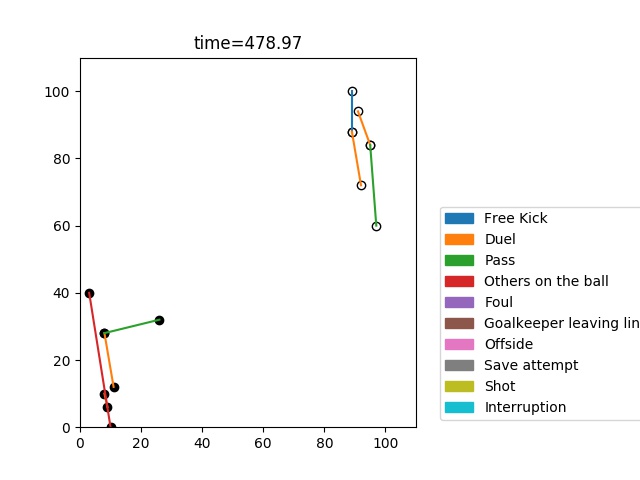 time=478.97
100
80
60
40
20
0
0 20 40 60 80 100
Free Kick
Duel
Pass
Others on the ball
Foul
Goalkeeper leaving lin
Offside
Save attempt
Shot
Interruption